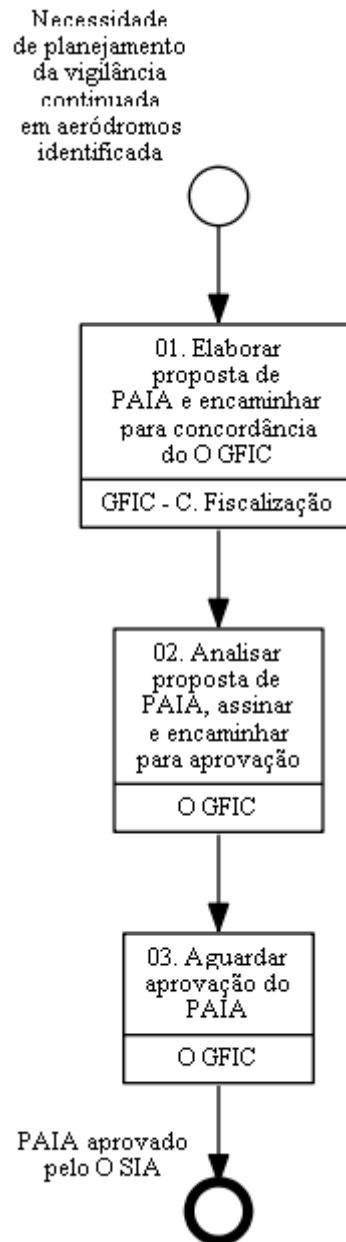 Necessidade
de planejamento
da vigilância
continuada
em aeródromos
identificada
01. Elaborar
proposta de
PAIA e encaminhar
para concordância
do O GFIC
GFIC - C. Fiscalização
02. Analisar
proposta de
PAIA, assinar
e encaminhar
para aprovação
O GFIC
03. Aguardar
aprovação do
PAIA
O GFIC
PAIA aprovado
pelo O SIA